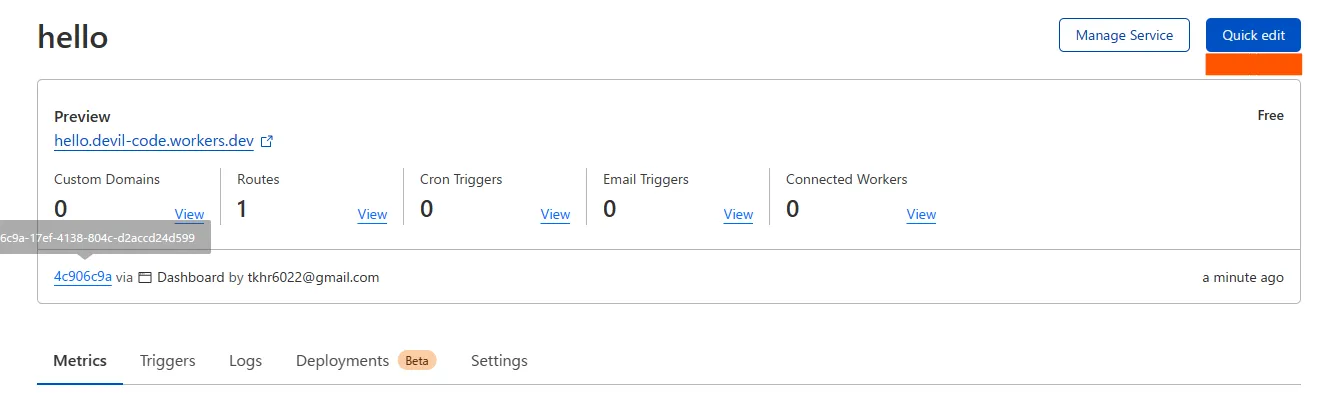 hello
Manage Service
Quick edit
Preview
Free
hello.devil-code.workers.dev
Custom Domains
Routes
Cron Triggers
Email Triggers
Connected Workers
0 View
1 View
0 View
0 View
0 View
6c9a-17ef-4138-804c-d2accd24d599
4c906c9a via Dashboard by tkhr6022@gmail.com
a minute ago
Metrics Triggers Logs Deployments Beta Settings